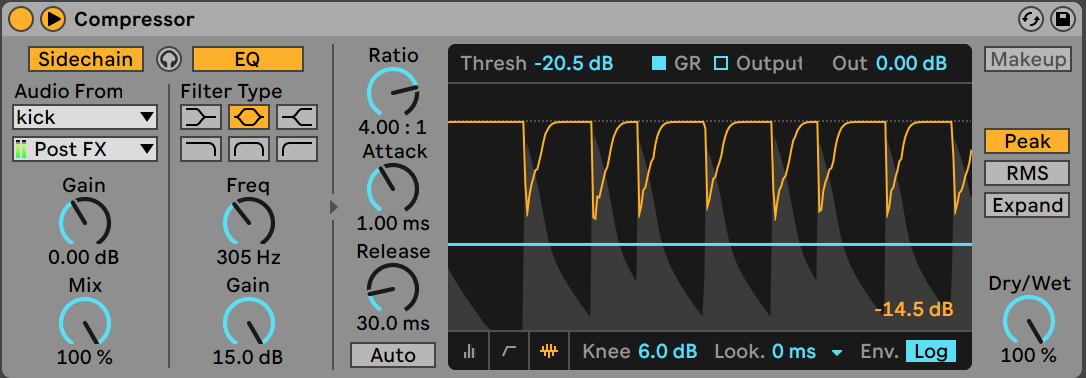 Compressor
Sidechain EQ
Audio From
kick
Post FX
Gain
0.00 dB
Mix
100 %
Filter Type
Freq
305 Hz
Gain
15.0 dB
Ratio
4.00 : 1
Attack
1.00 ms
Release
30.0 ms
Auto
Thresh -20.5 dB GR Output Out 0.00 dB
-14.5 dB
Knee 6.0 dB Look. 0 ms Env. Log
Makeup
Peak
RMS
Expand
Dry/Wet
100 %